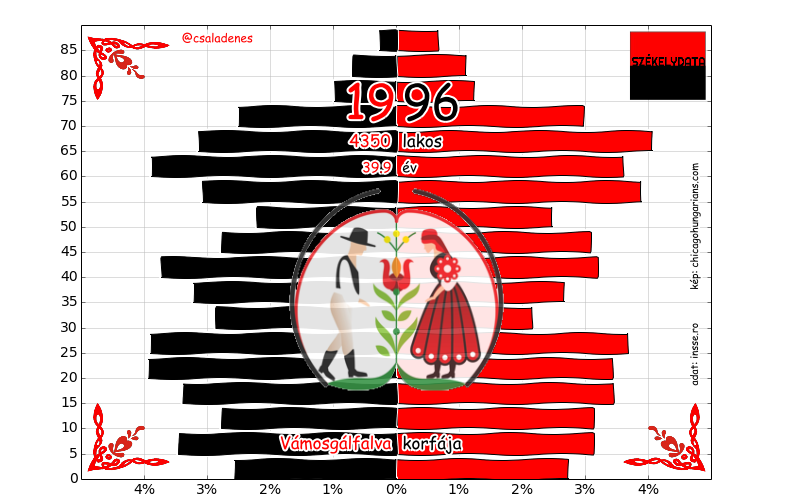 @csaladenes
SZÉKELYDATA
1996
4350 lakos
39.9 év
kép: chicagohungarians.com
adat: insse.ro
Vámosgálfalva korfája
85
80
75
70
65
60
55
50
45
40
35
30
25
20
15
10
5
0
4% 3% 2% 1% 0% 1% 2% 3% 4%